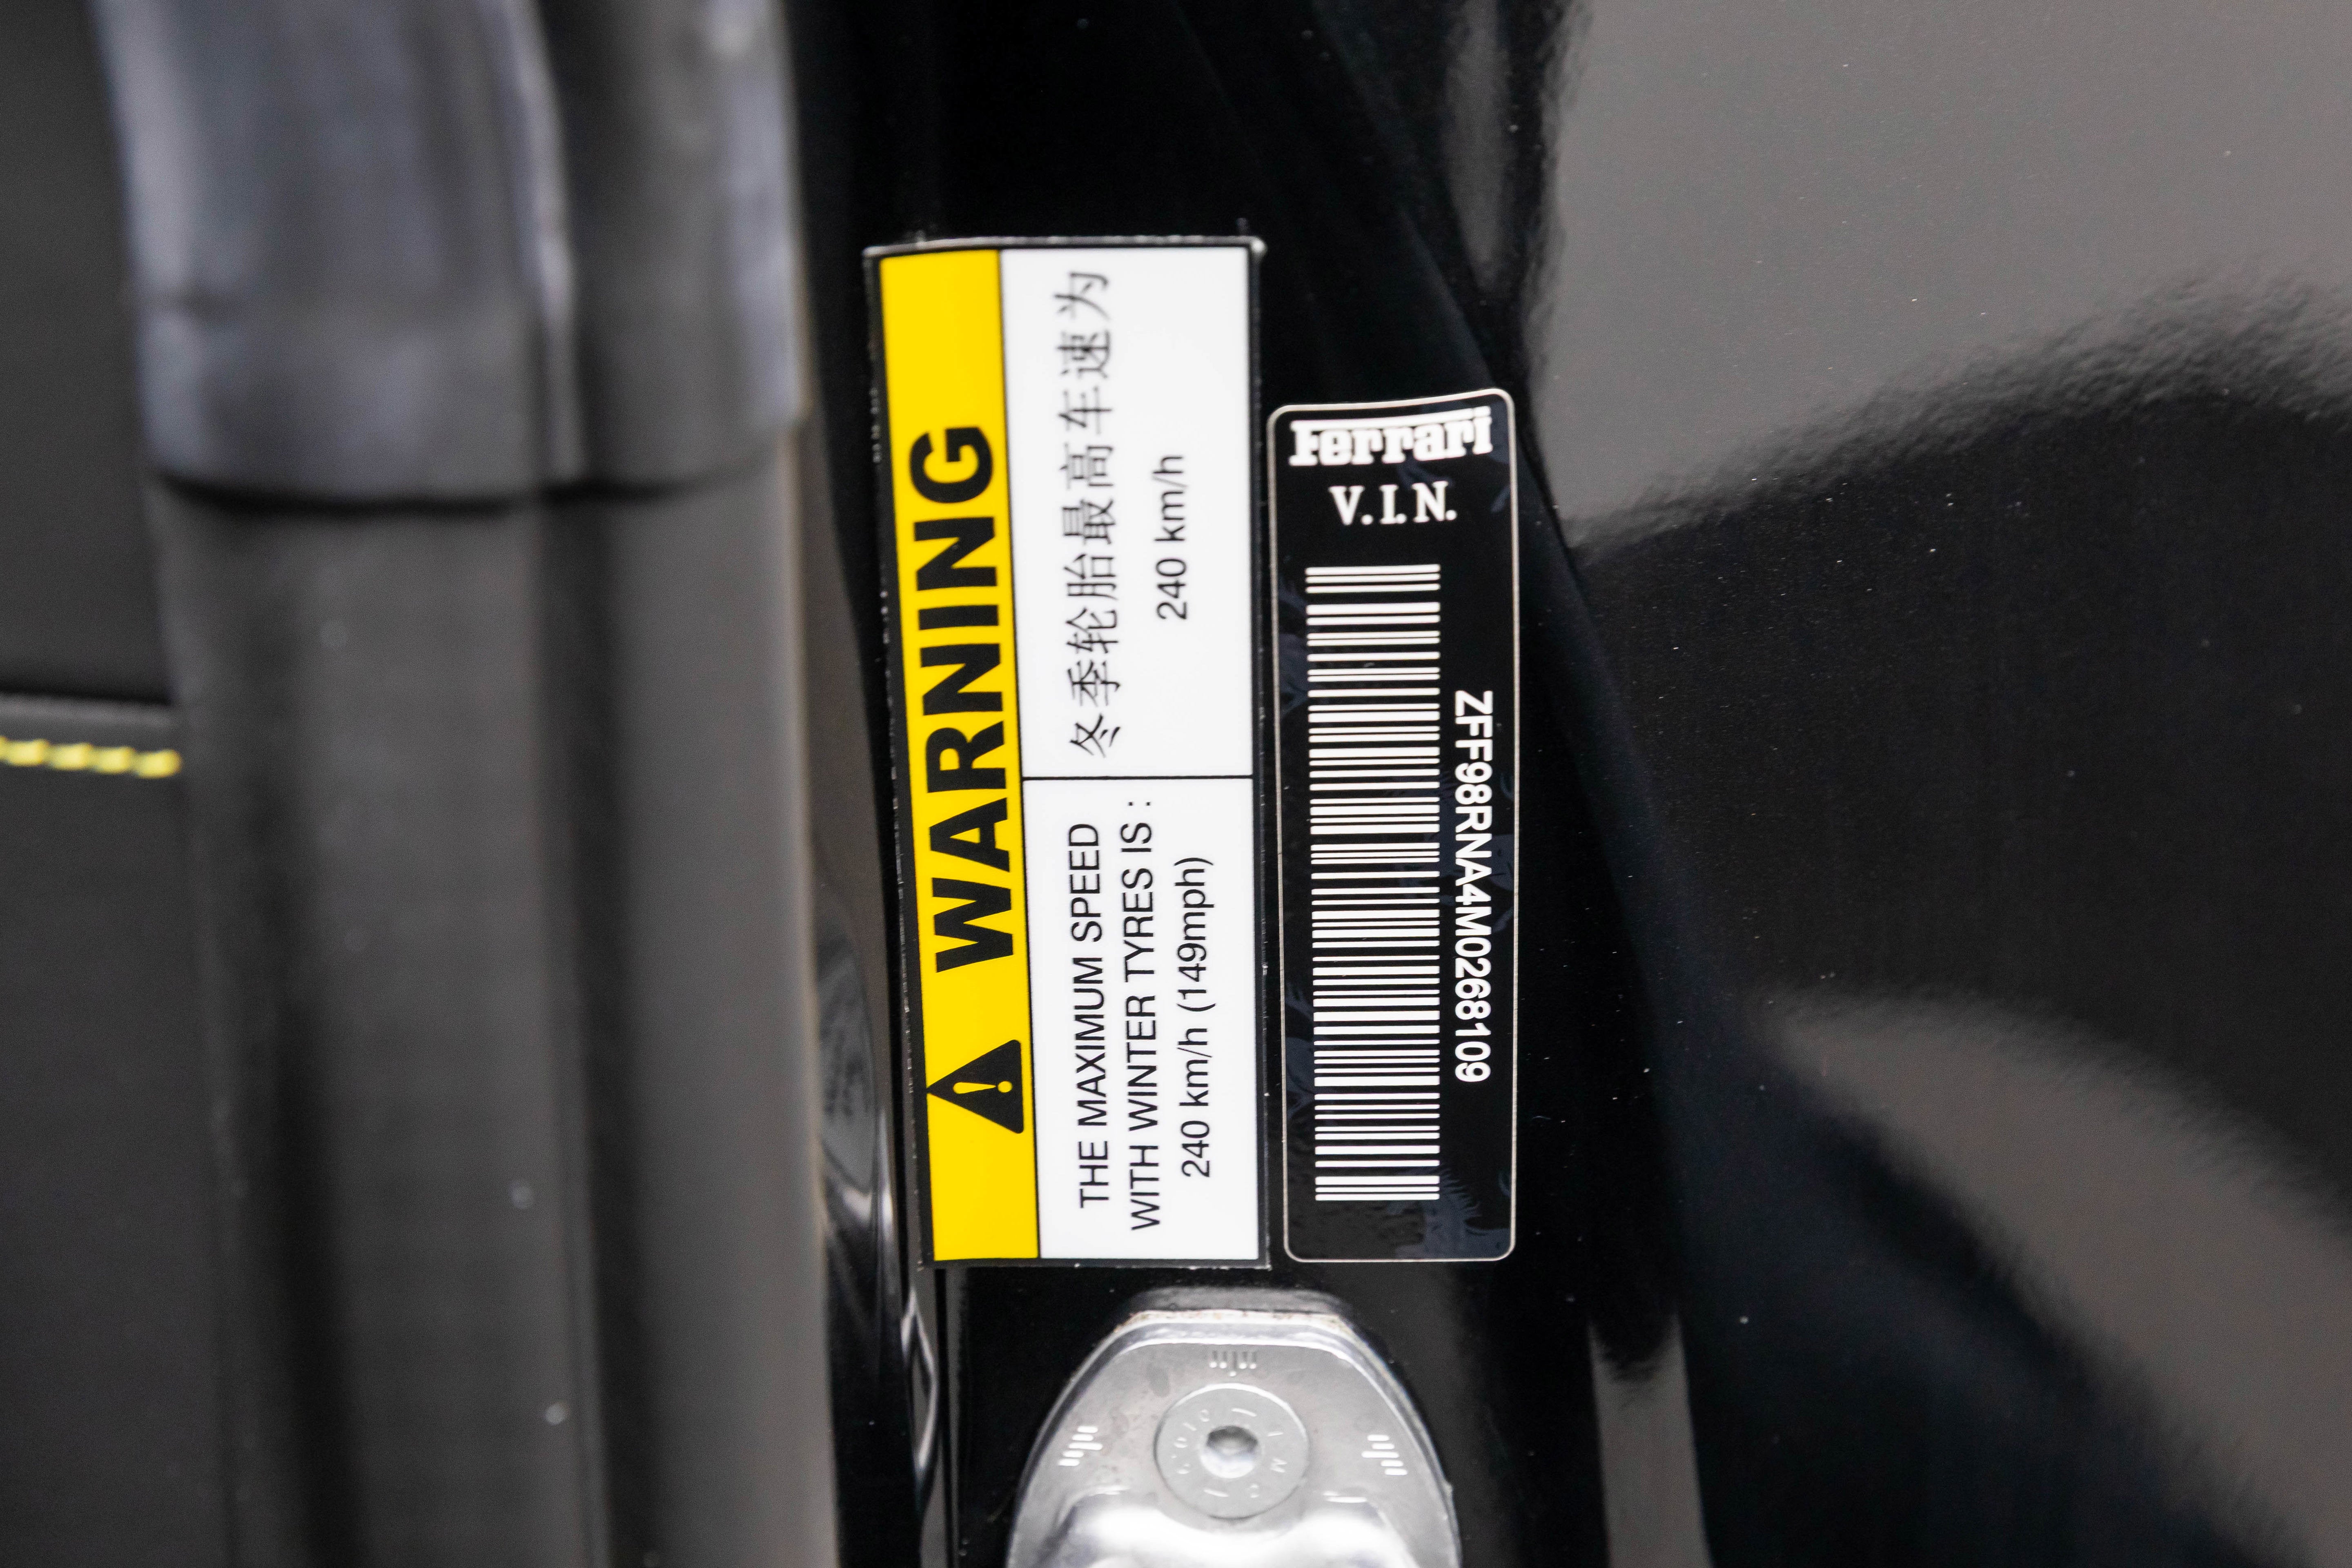 WARNING
THE MAXIMUM SPEED
WITH WINTER TYRES IS :
240 km/h (149mph)
冬季轮胎最高车速为
240 km/h
Ferrari
V.I.N.
ZFF98RNA4M0268109